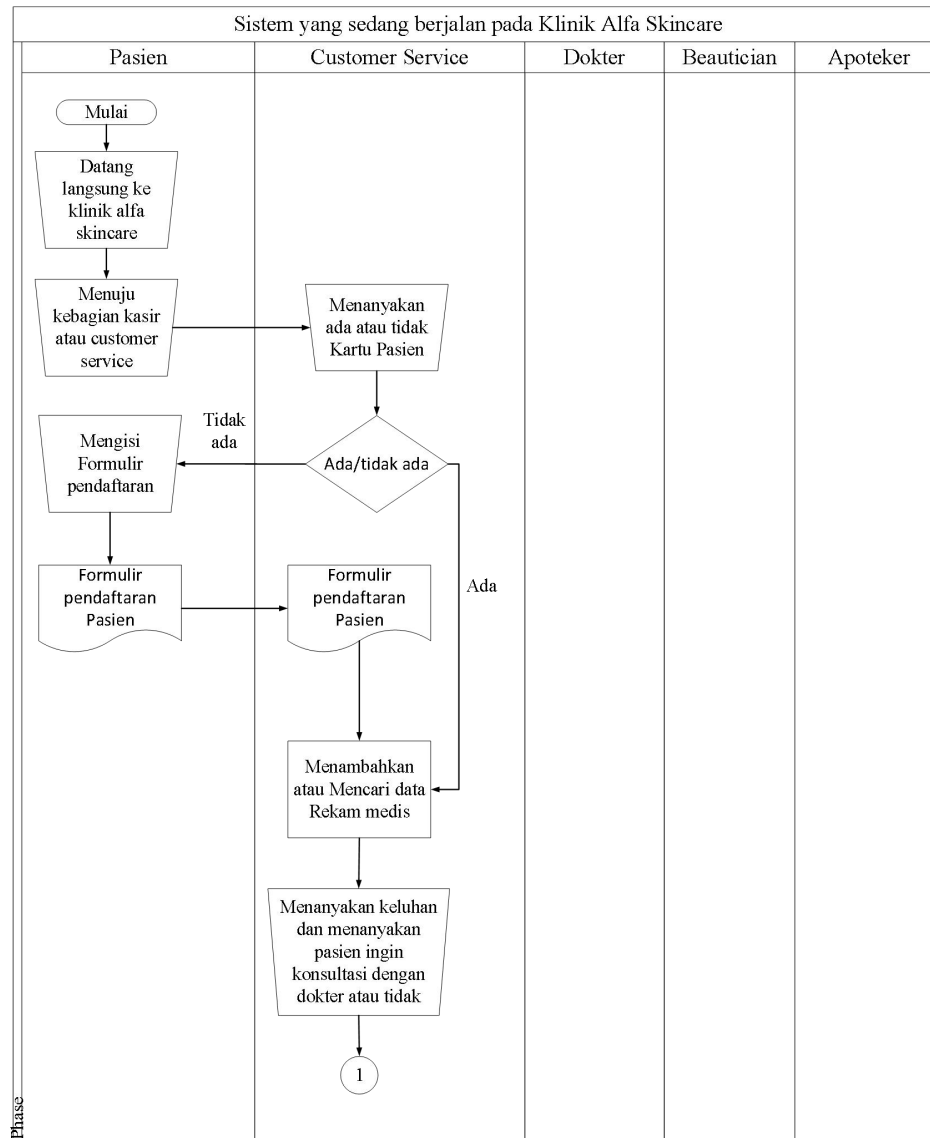 Sistem yang sedang berjalan pada Klinik Alfa Skincare
Pasien
Customer Service
Dokter
Beautician
Apoteker
Mulai
Datang
langsung ke
klinik alfa
skincare
Menuju
kebagian kasir
atau customer
service
Menanyakan
ada atau tidak
Kartu Pasien
Tidak
ada
Mengisi
Formulir
pendaftaran
Ada/tidak ada
Formulir
pendaftaran
Pasien
Formulir
pendaftaran
Pasien
Ada
Menambahkan
atau Mencari data
Rekam medis
Menanyakan keluhan
dan menanyakan
pasien ingin
konsultasi dengan
dokter atau tidak
1
Phase